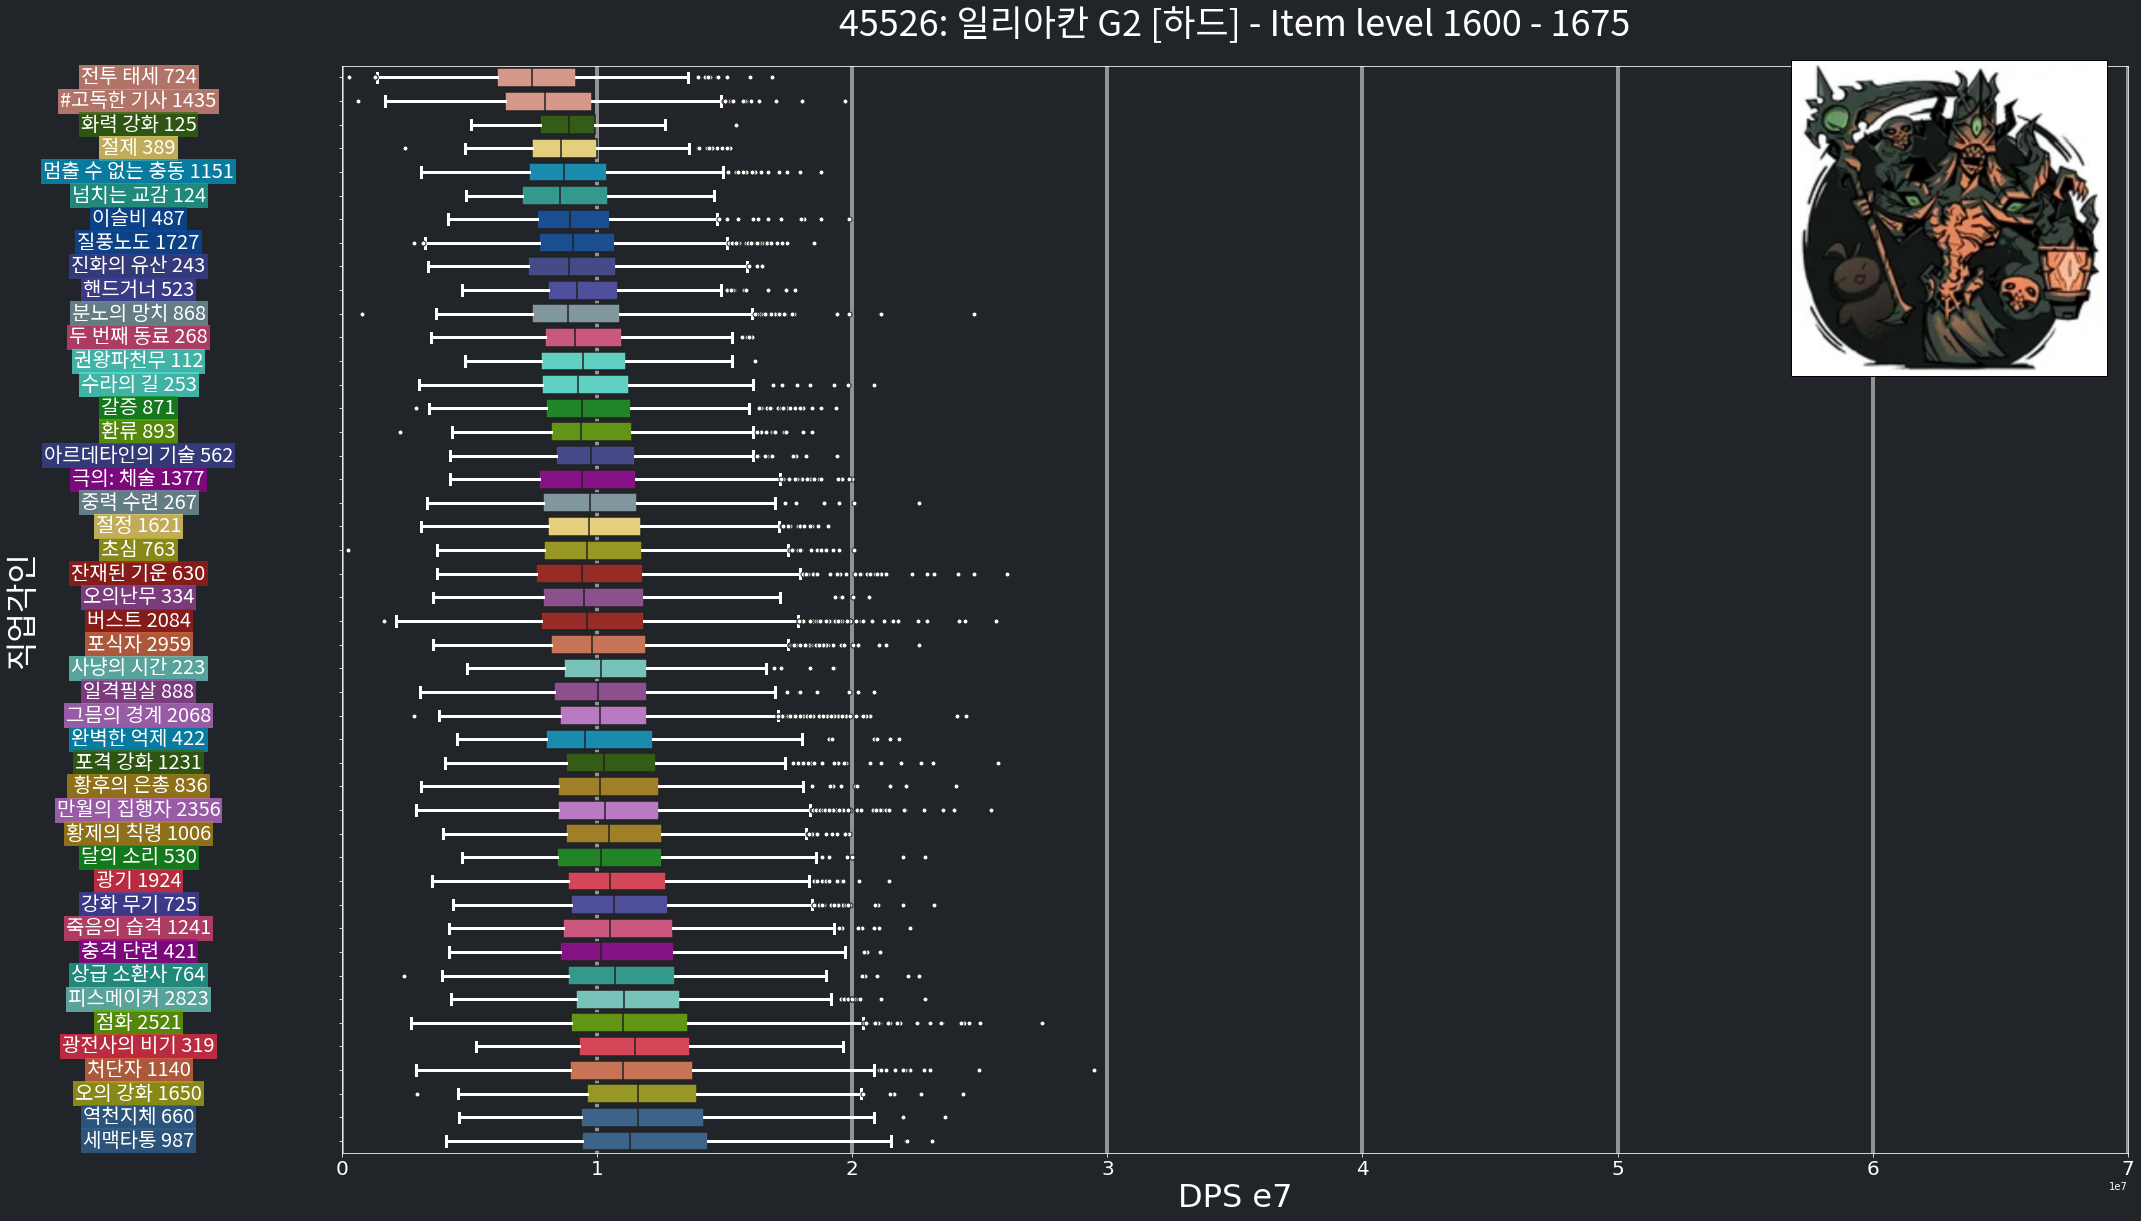 45526: 일리아칸 G2 [하드] - Item level 1600 - 1675
직업각인
전투 태세 724
#고독한 기사 1435
화력 강화 125
절제 389
멈출 수 없는 충동 1151
넘치는 교감 124
이슬비 487
질풍노도 1727
진화의 유산 243
핸드거너 523
분노의 망치 868
두 번째 동료 268
권왕파천무 112
수라의 길 253
갈증 871
환류 893
아르데타인의 기술 562
극의: 체술 1377
중력 수련 267
절정 1621
초심 763
잔재된 기운 630
오의난무 334
버스트 2084
포식자 2959
사냥의 시간 223
일격필살 888
그믐의 경계 2068
완벽한 억제 422
포격 강화 1231
황후의 은총 836
만월의 집행자 2356
황제의 칙령 1006
달의 소리 530
광기 1924
강화 무기 725
죽음의 습격 1241
충격 단련 421
상급 소환사 764
피스메이커 2823
점화 2521
광전사의 비기 319
처단자 1140
오의 강화 1650
역천지체 660
세맥타통 987
0 1 2 3 4 5 6 7
DPS e7
1e7